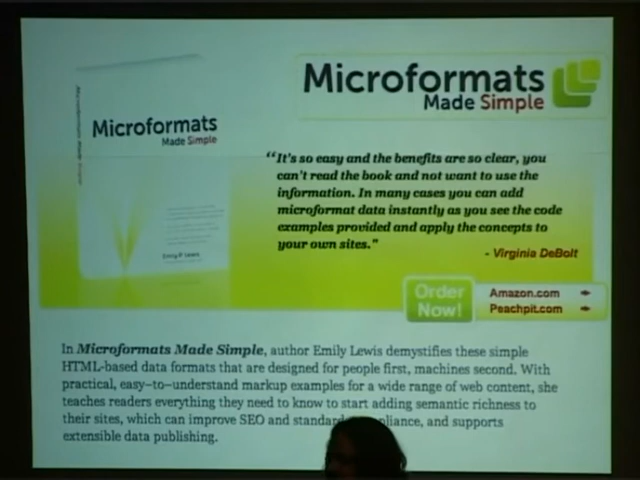 Microformats
Made Simple
Microformats
Made Simple
Microformats Made Simple
Emily P. Lewis
“It's so easy and the benefits are so clear, you
can't read the book and not want to use the
information. In many cases you can add
microformat data instantly as you see the code
examples provided and apply the concepts to
your own sites."
- Virginia DeBolt
Order
Now!
Amazon.com
Peachpit.com
In Microformats Made Simple, author Emily Lewis demystifies these simple
HTML-based data formats that are designed for people first, machines second. With
practical, easy-to-understand markup examples for a wide range of web content, she
teaches readers everything they need to know to start adding semantic richness to
their sites, which can improve SEO and and supports
extensible data publishing.